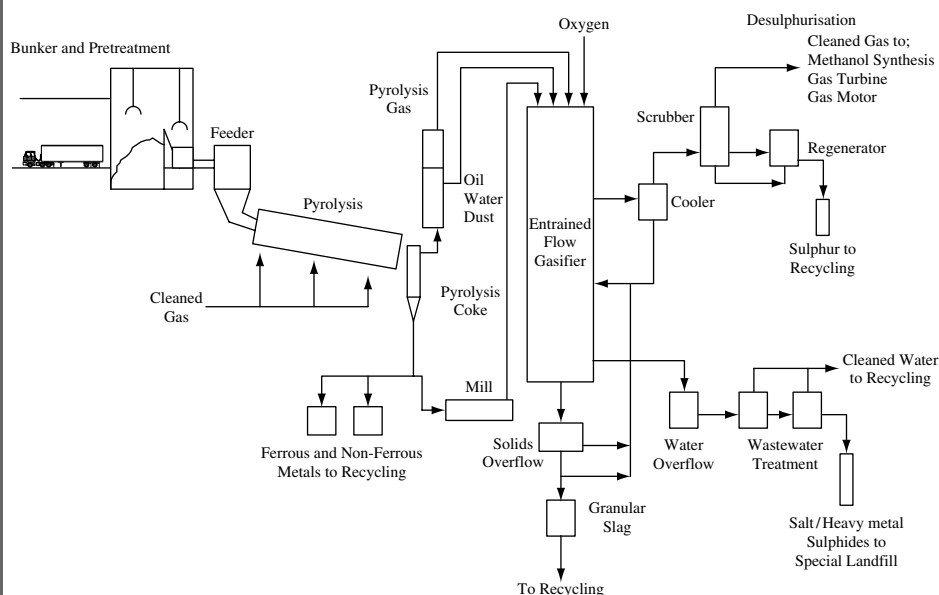 Oxygen
Desulphurisation
Bunker and Pretreatment
Cleaned Gas to;
Methanol Synthesis
Gas Turbine
Gas Motor
Pyrolysis
Gas
Scrubber
Feeder
Regenerator
Oil
Water
Dust
Pyrolysis
Cooler
Entrained
Flow
Gasifier
Sulphur to
Recycling
Cleaned
Gas
Pyrolysis
Coke
Cleaned Water
to Recycling
Mill
Solids
Overflow
Water
Overflow
Wastewater
Treatment
Ferrous and Non-Ferrous
Metals to Recycling
Granular
Slag
Salt/Heavy metal
Sulphides to
Special Landfill
To Recycling